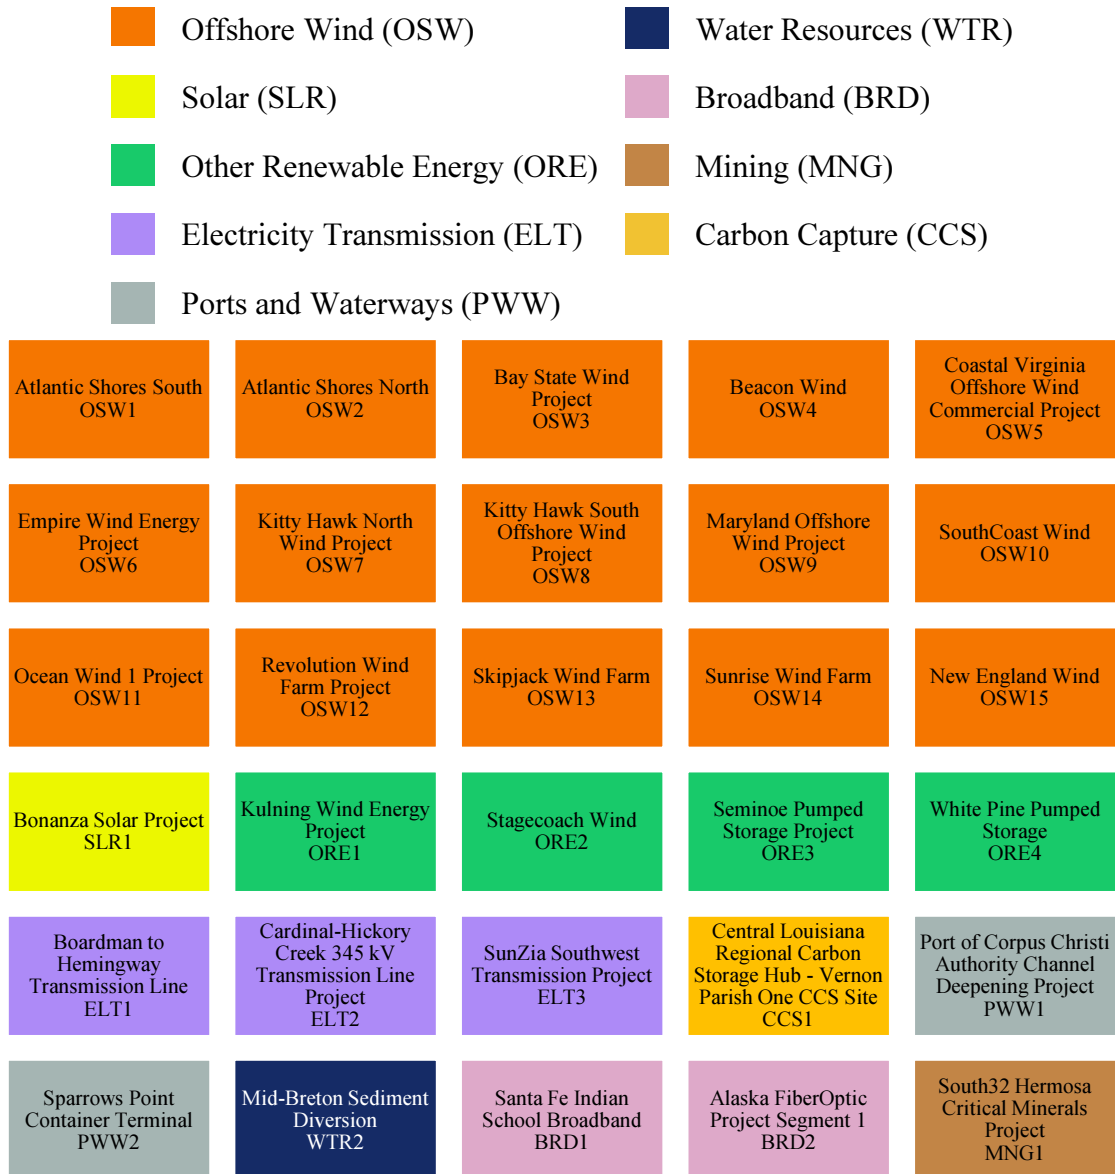 Offshore Wind (OSW)
Water Resources (WTR)
Solar (SLR)
Broadband (BRD)
Other Renewable Energy (ORE)
Mining (MNG)
Electricity Transmission (ELT)
Carbon Capture (CCS)
Ports and Waterways (PWW)
Atlantic Shores South
OSW1
Atlantic Shores North
OSW2
Bay State Wind
Project
OSW3
Beacon Wind
OSW4
Coastal Virginia
Offshore Wind
Commercial Project
OSW5
Empire Wind Energy
Project
OSW6
Kitty Hawk North
Wind Project
OSW7
Kitty Hawk South
Offshore Wind
Project
OSW8
Maryland Offshore
Wind Project
OSW9
SouthCoast Wind
OSW10
Ocean Wind 1 Project
OSW11
Revolution Wind
Farm Project
OSW12
Skipjack Wind Farm
OSW13
Sunrise Wind Farm
OSW14
New England Wind
OSW15
Bonanza Solar Project
SLR1
Kulning Wind Energy
Project
ORE1
Stagecoach Wind
ORE2
Seminoe Pumped
Storage Project
ORE3
White Pine Pumped
Storage
ORE4
Boardman to
Hemingway
Transmission Line
ELT1
Cardinal-Hickory
Creek 345 kV
Transmission Line
Project
ELT2
SunZia Southwest
Transmission Project
ELT3
Central Louisiana
Regional Carbon
Storage Hub - Vernon
Parish One CCS Site
CCS1
Port of Corpus Christi
Authority Channel
Deepening Project
PWW1
Sparrows Point
Container Terminal
PWW2
Mid-Breton Sediment
Diversion
WTR2
Santa Fe Indian
School Broadband
BRD1
Alaska FiberOptic
Project Segment 1
BRD2
South32 Hermosa
Critical Minerals
Project
MNG1